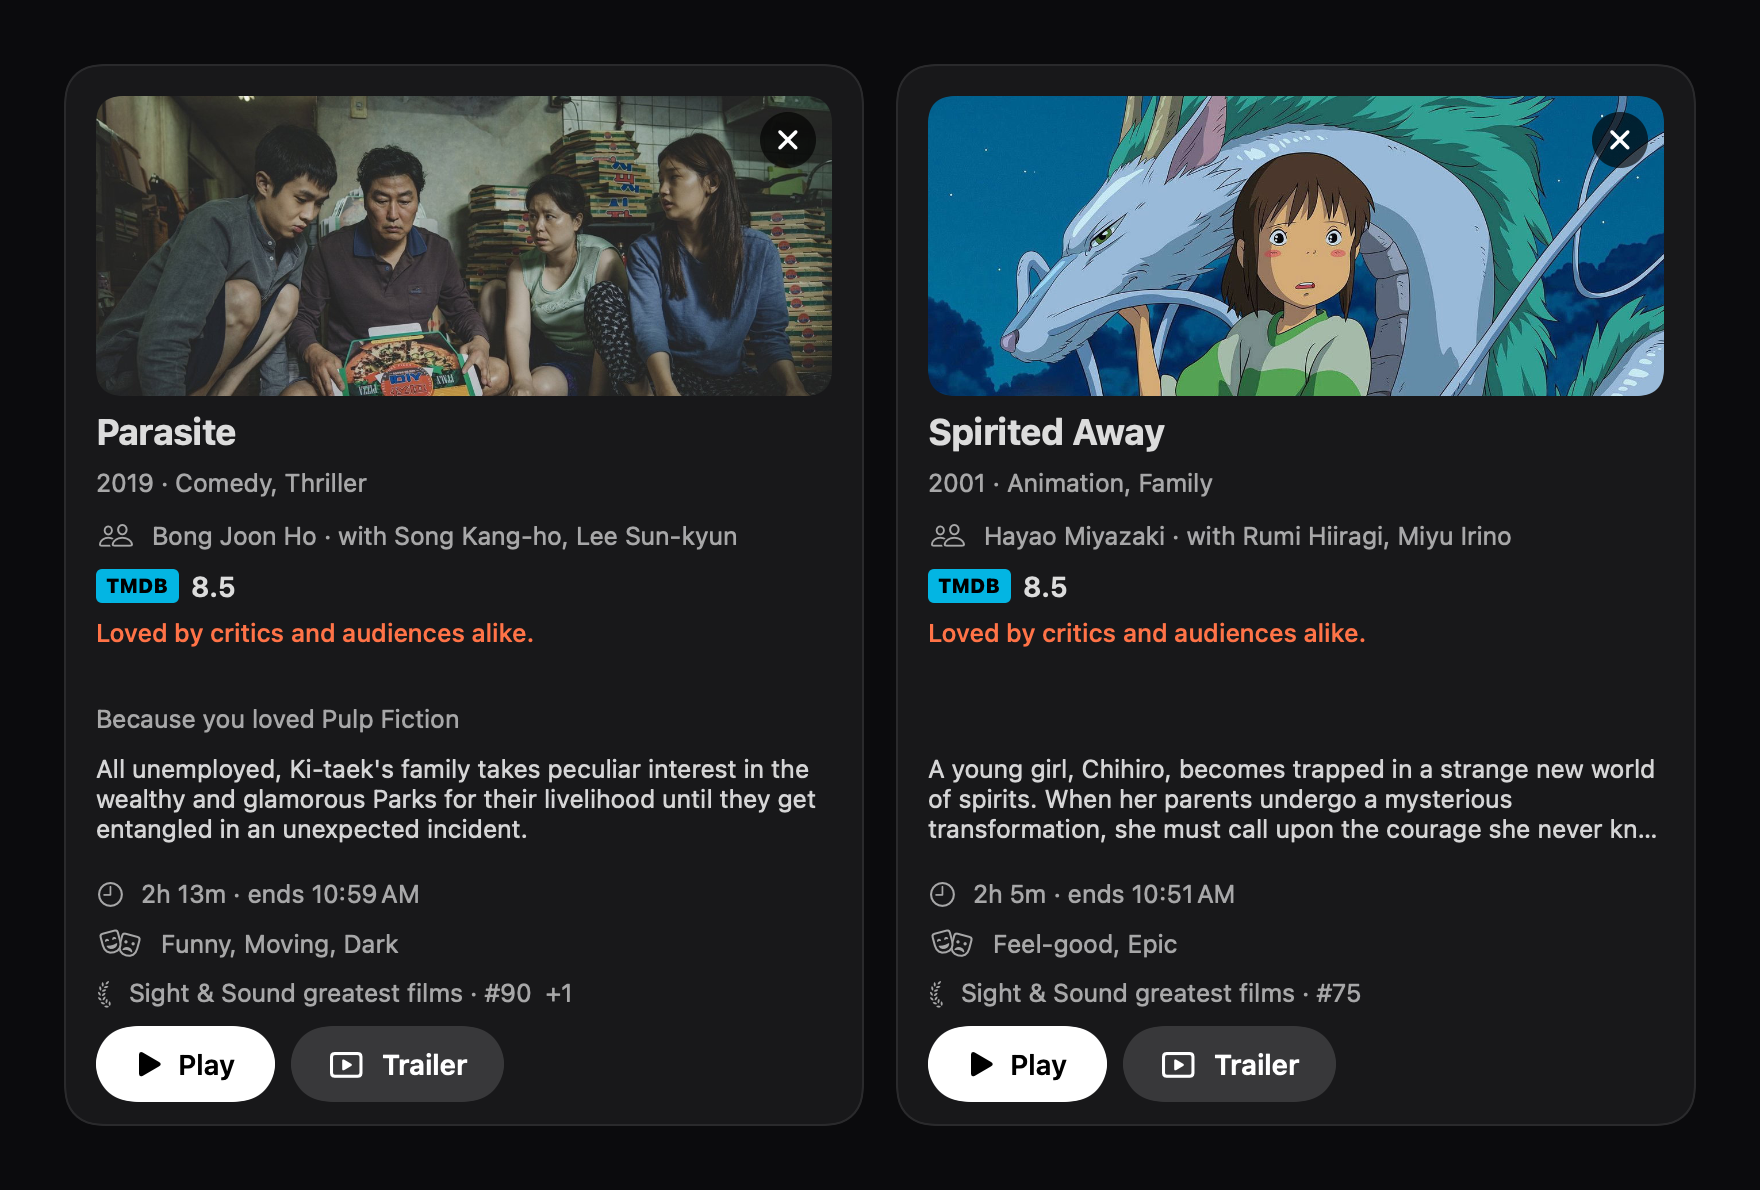 Parasite
2019 · Comedy, Thriller
Bong Joon Ho · with Song Kang-ho, Lee Sun-kyun
TMDB 8.5
Loved by critics and audiences alike.
Because you loved Pulp Fiction
All unemployed, Ki-taek's family takes peculiar interest in the
wealthy and glamorous Parks for their livelihood until they get
entangled in an unexpected incident.
2h 13m · ends 10:59 AM
Funny, Moving, Dark
Sight & Sound greatest films · #90 +1
Play
Trailer
Spirited Away
2001 · Animation, Family
Hayao Miyazaki · with Rumi Hiiragi, Miyu Irino
TMDB 8.5
Loved by critics and audiences alike.
A young girl, Chihiro, becomes trapped in a strange new world
of spirits. When her parents undergo a mysterious
transformation, she must call upon the courage she never kn...
2h 5m · ends 10:51 AM
Feel-good, Epic
Sight & Sound greatest films · #75
Play
Trailer